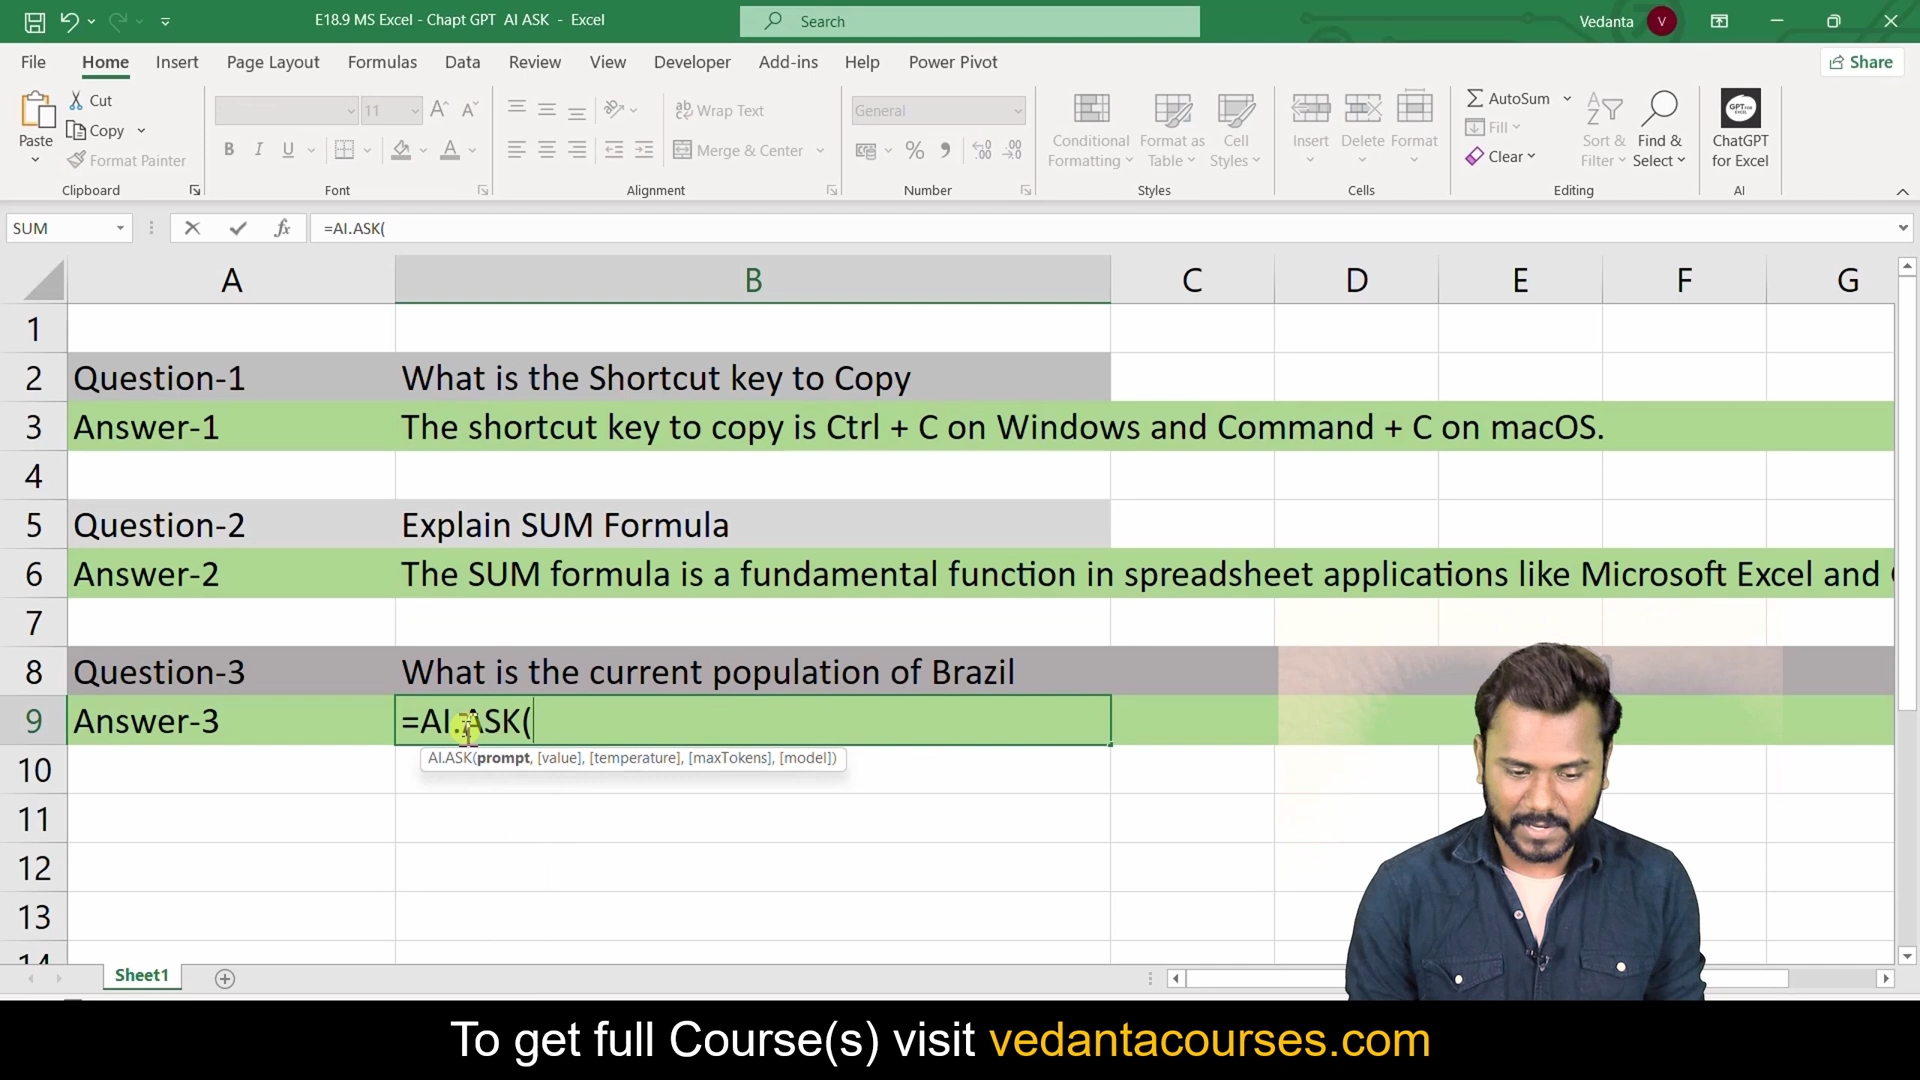 E18.9 MS Excel - Chapt GPT AI ASK - Excel
Search
Vedanta
V
File Home Insert Page Layout Formulas Data Review View Developer Add-ins Help Power Pivot
Share
Paste
Cut
Copy
Format Painter
Clipboard
11
B I U
Font
Wrap Text
Merge & Center
Alignment
General
Number
Conditional
Formatting
Format as
Table
Cell
Styles
Styles
Insert
Delete
Format
Cells
AutoSum
Fill
Clear
Sort &
Filter
Find &
Select
Editing
ChatGPT
for Excel
AI
SUM
fx
=AI.ASK(
A B C D E F G
1
2 Question-1 What is the Shortcut key to Copy
3 Answer-1 The shortcut key to copy is Ctrl + C on Windows and Command + C on macOS.
4
5 Question-2 Explain SUM Formula
6 Answer-2 The SUM formula is a fundamental function in spreadsheet applications like Microsoft Excel and
7
8 Question-3 What is the current population of Brazil
9 Answer-3 =AI.ASK(
AI.ASK(prompt, [value], [temperature], [maxTokens], [model])
10
11
12
13
14
Sheet1
To get full Course(s) visit vedantacourses.com